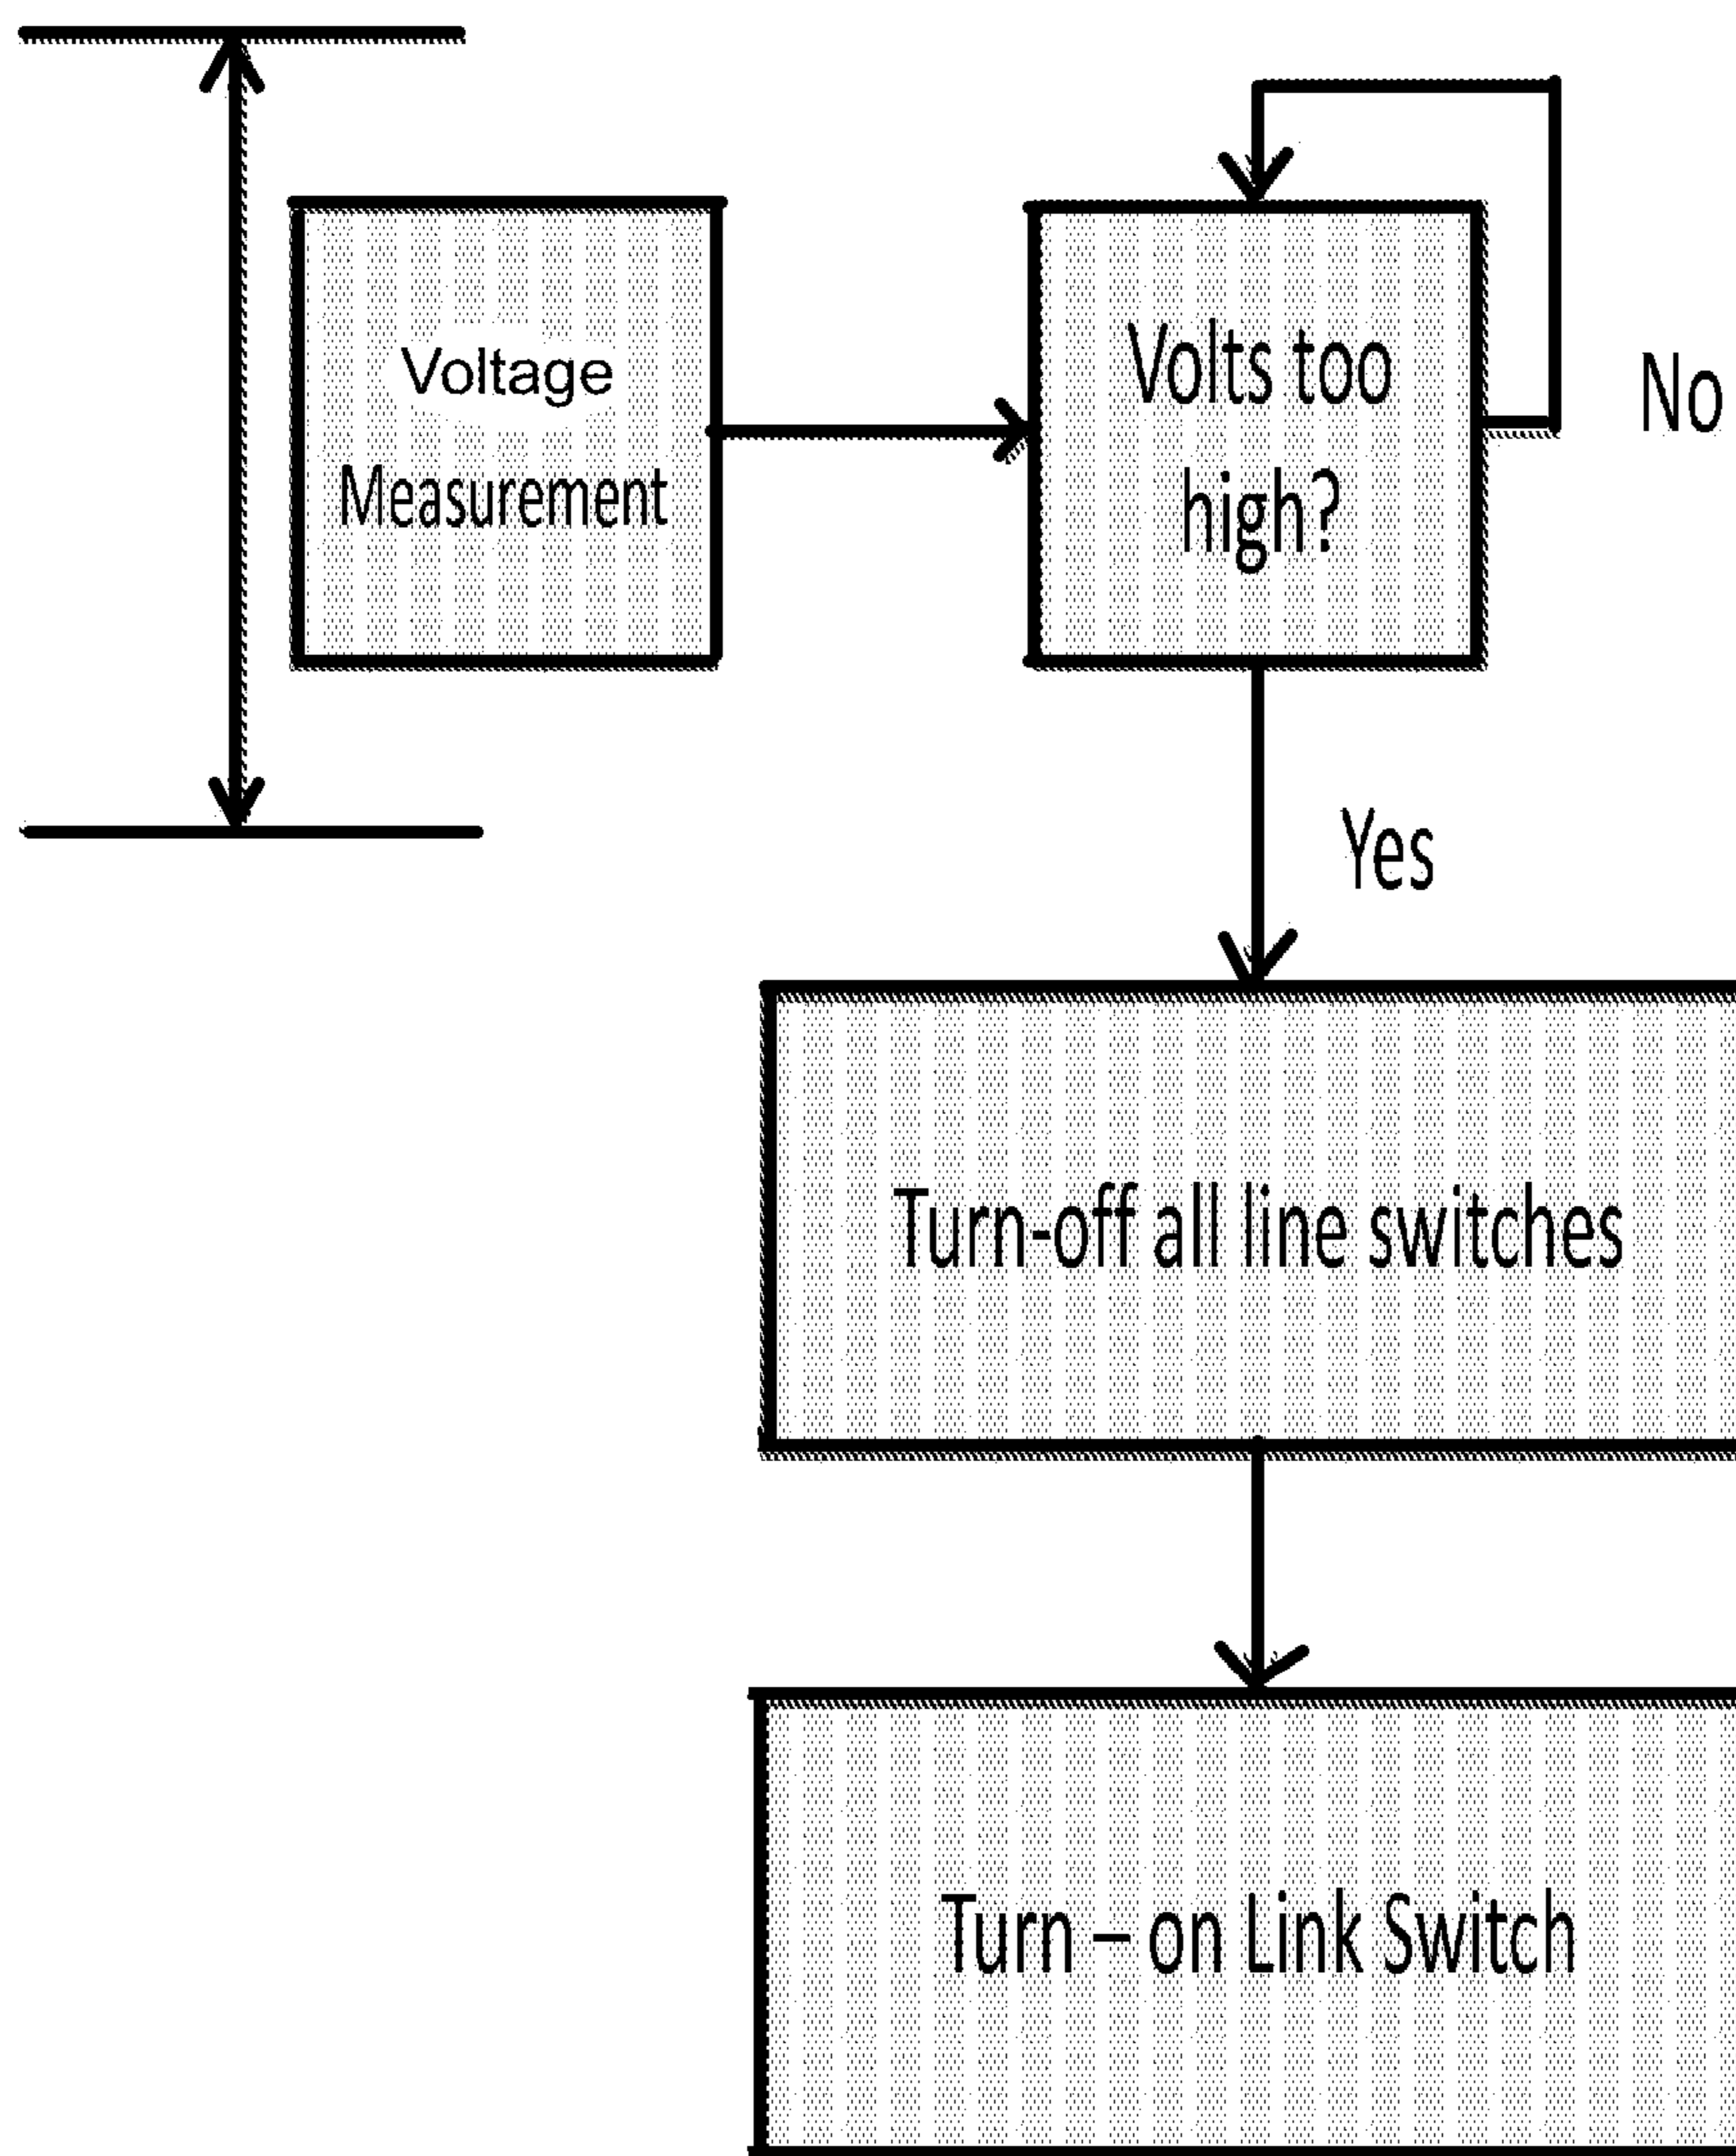 Voltage
Measurement
Volts too
high?
No
Yes
Turn-off all line switches
Turn – on Link Switch